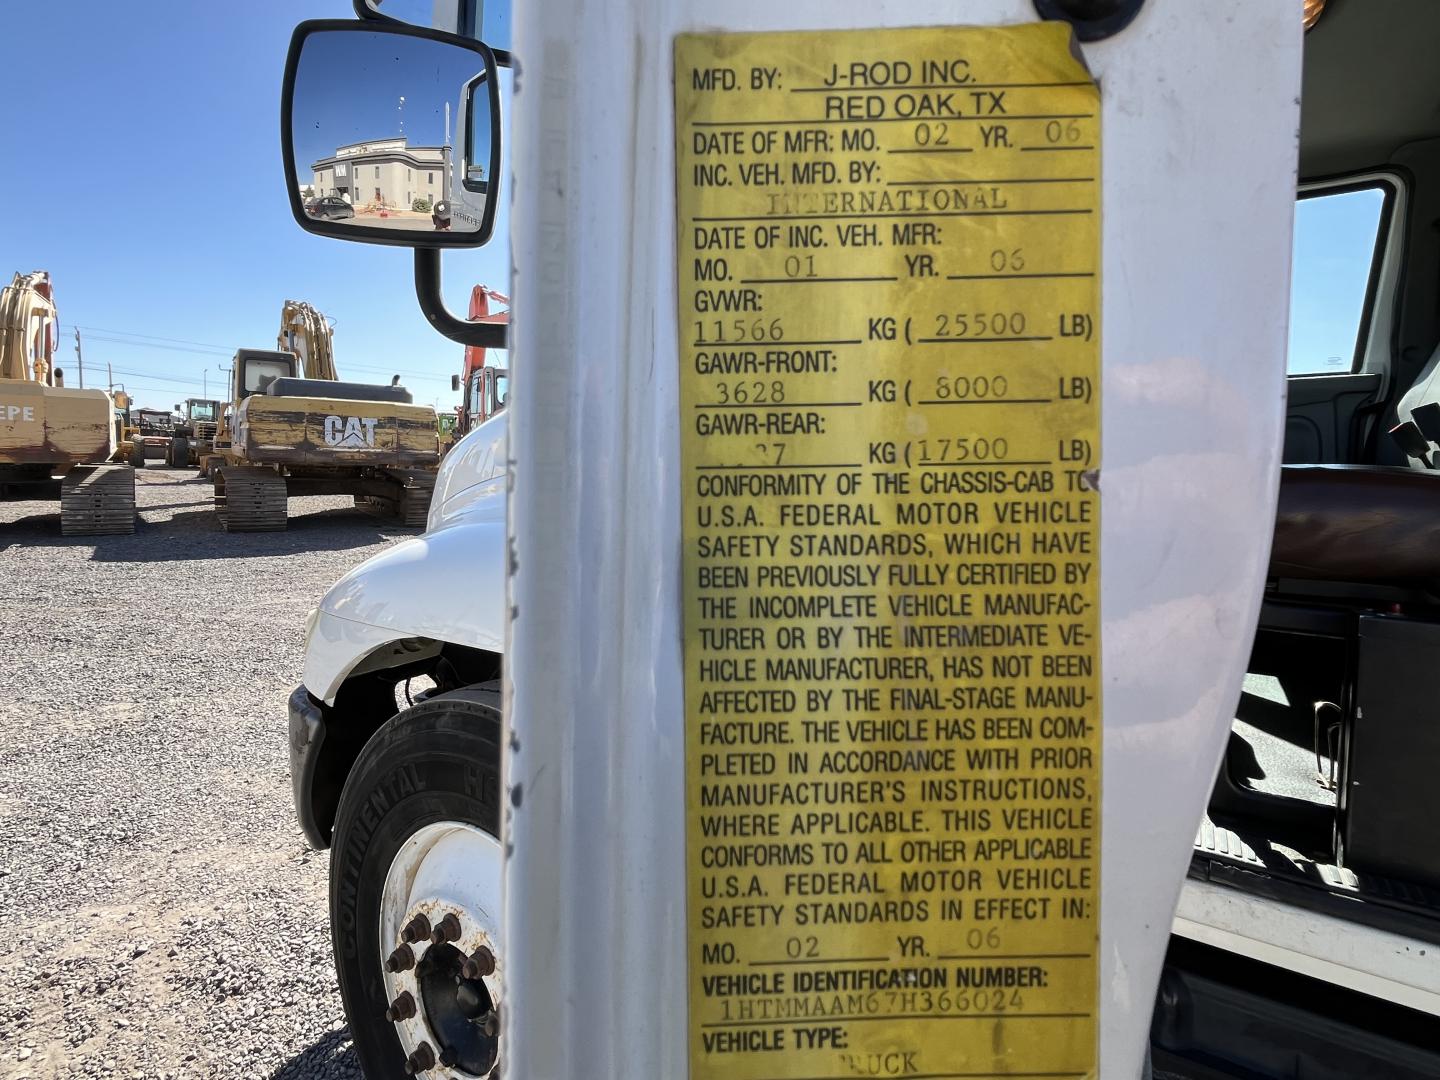 MFD. BY: J-ROD INC.
RED OAK, TX
DATE OF MFR: MO. 02 YR. 06
INC. VEH. MFD. BY:
INTERNATIONAL
DATE OF INC. VEH. MFR:
MO. 01 YR. 06
GVWR:
11566 KG ( 25500 LB)
GAWR-FRONT:
3628 KG ( 8000 LB)
GAWR-REAR:
KG (17500 LB)
CONFORMITY OF THE CHASSIS-CAB TO
U.S.A. FEDERAL MOTOR VEHICLE
SAFETY STANDARDS, WHICH HAVE
BEEN PREVIOUSLY FULLY CERTIFIED BY
THE INCOMPLETE VEHICLE MANUFAC-
TURER OR BY THE INTERMEDIATE VE-
HICLE MANUFACTURER, HAS NOT BEEN
AFFECTED BY THE FINAL-STAGE MANU-
FACTURE. THE VEHICLE HAS BEEN COM-
PLETED IN ACCORDANCE WITH PRIOR
MANUFACTURER'S INSTRUCTIONS,
WHERE APPLICABLE. THIS VEHICLE
CONFORMS TO ALL OTHER APPLICABLE
U.S.A. FEDERAL MOTOR VEHICLE
SAFETY STANDARDS IN EFFECT IN:
MO. 02 YR. 06
VEHICLE IDENTIFICATION NUMBER:
1HTMMAAM67H366024
VEHICLE TYPE:
TRUCK
CAT
CONTINENTAL